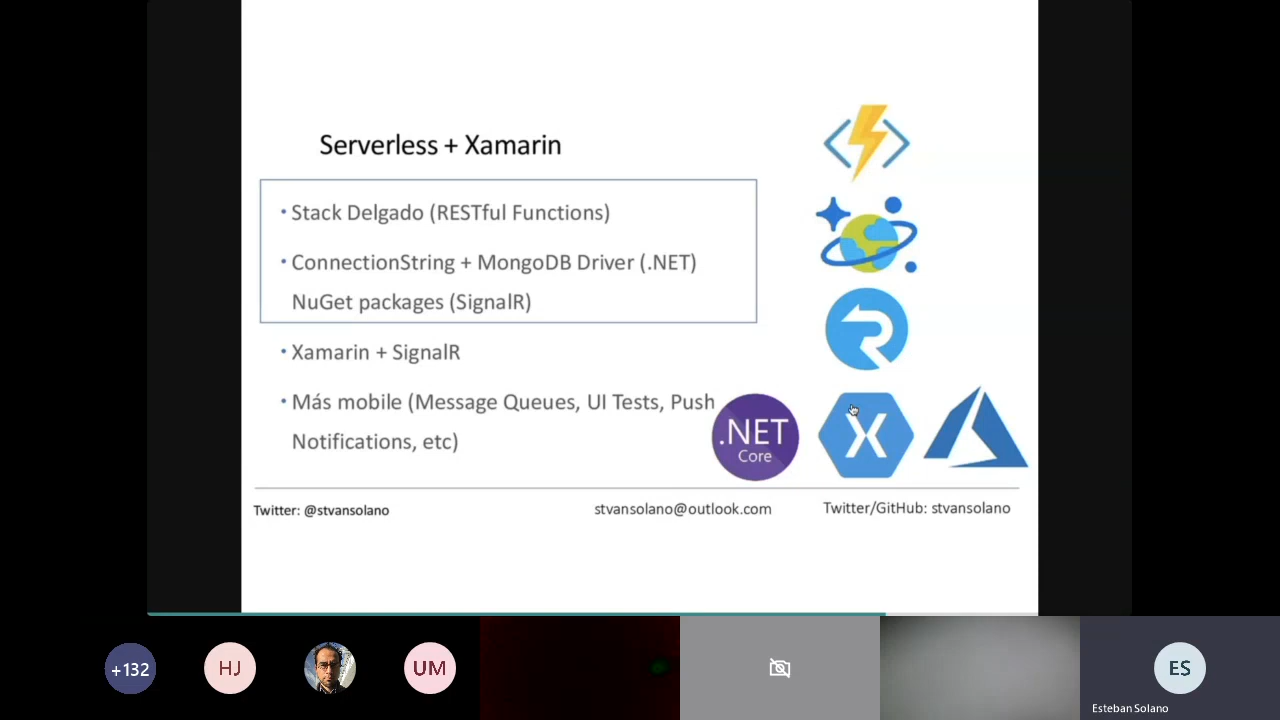 Serverless + Xamarin
• Stack Delgado (RESTful Functions)
• ConnectionString + MongoDB Driver (.NET)
NuGet packages (SignalR)
• Xamarin + SignalR
• Más mobile (Message Queues, UI Tests, Push
Notifications, etc)
.NET
Core
X
Twitter: @stvansolano
stvansolano@outlook.com
Twitter/GitHub: stvansolano
+132
HJ
UM
ES
Esteban Solano